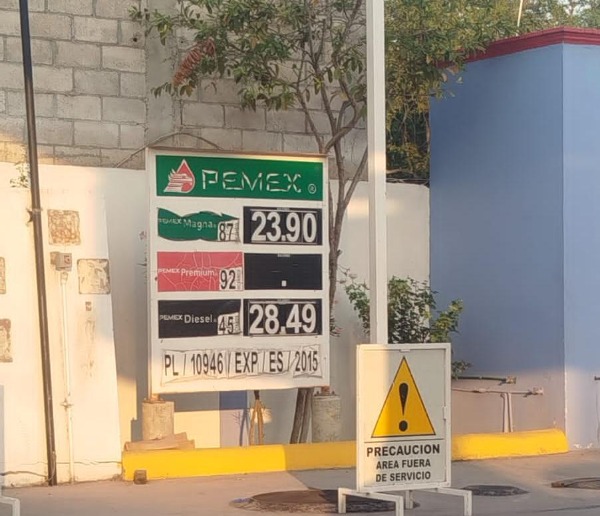 PEMEX ®
PEMEX Magna 87 23.90
PEMEX Premium 92 .
PEMEX Diesel 45 28.49
PL / 10946 / EXP / ES / 2015
PRECAUCION
AREA FUERA
DE SERVICIO